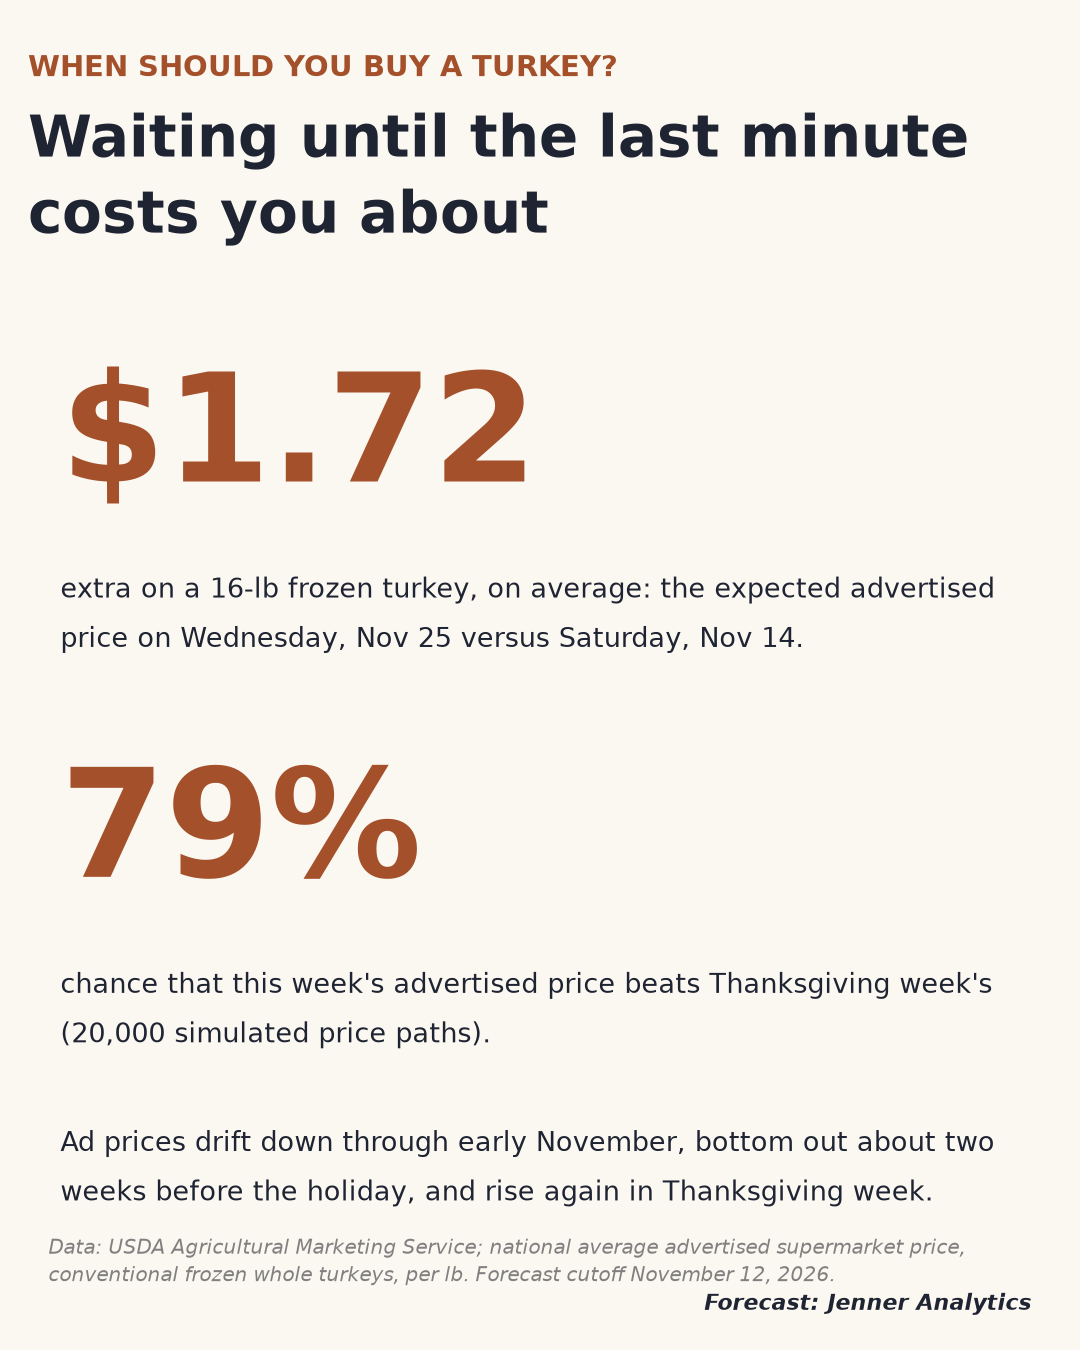 WHEN SHOULD YOU BUY A TURKEY?
Waiting until the last minute
costs you about
$1.72
extra on a 16-lb frozen turkey, on average: the expected advertised
price on Wednesday, Nov 25 versus Saturday, Nov 14.
79%
chance that this week's advertised price beats Thanksgiving week's
(20,000 simulated price paths).
Ad prices drift down through early November, bottom out about two
weeks before the holiday, and rise again in Thanksgiving week.
Data: USDA Agricultural Marketing Service; national average advertised supermarket price,
conventional frozen whole turkeys, per lb. Forecast cutoff November 12, 2026.
Forecast: Jenner Analytics